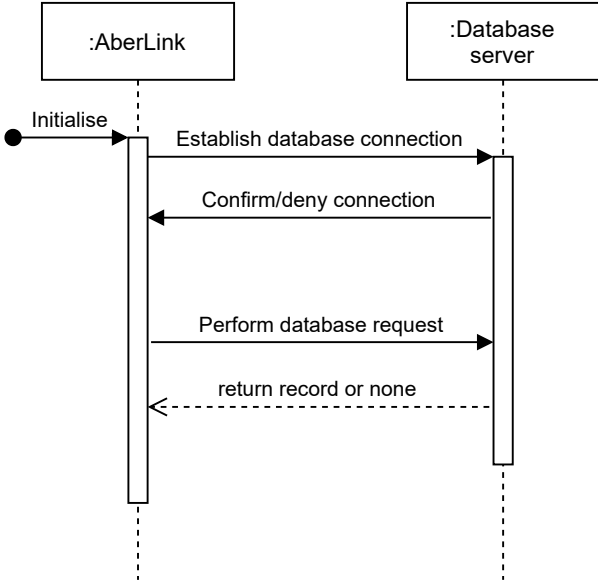 :AberLink
:Database
server
Initialise
Establish database connection
Confirm/deny connection
Perform database request
return record or none